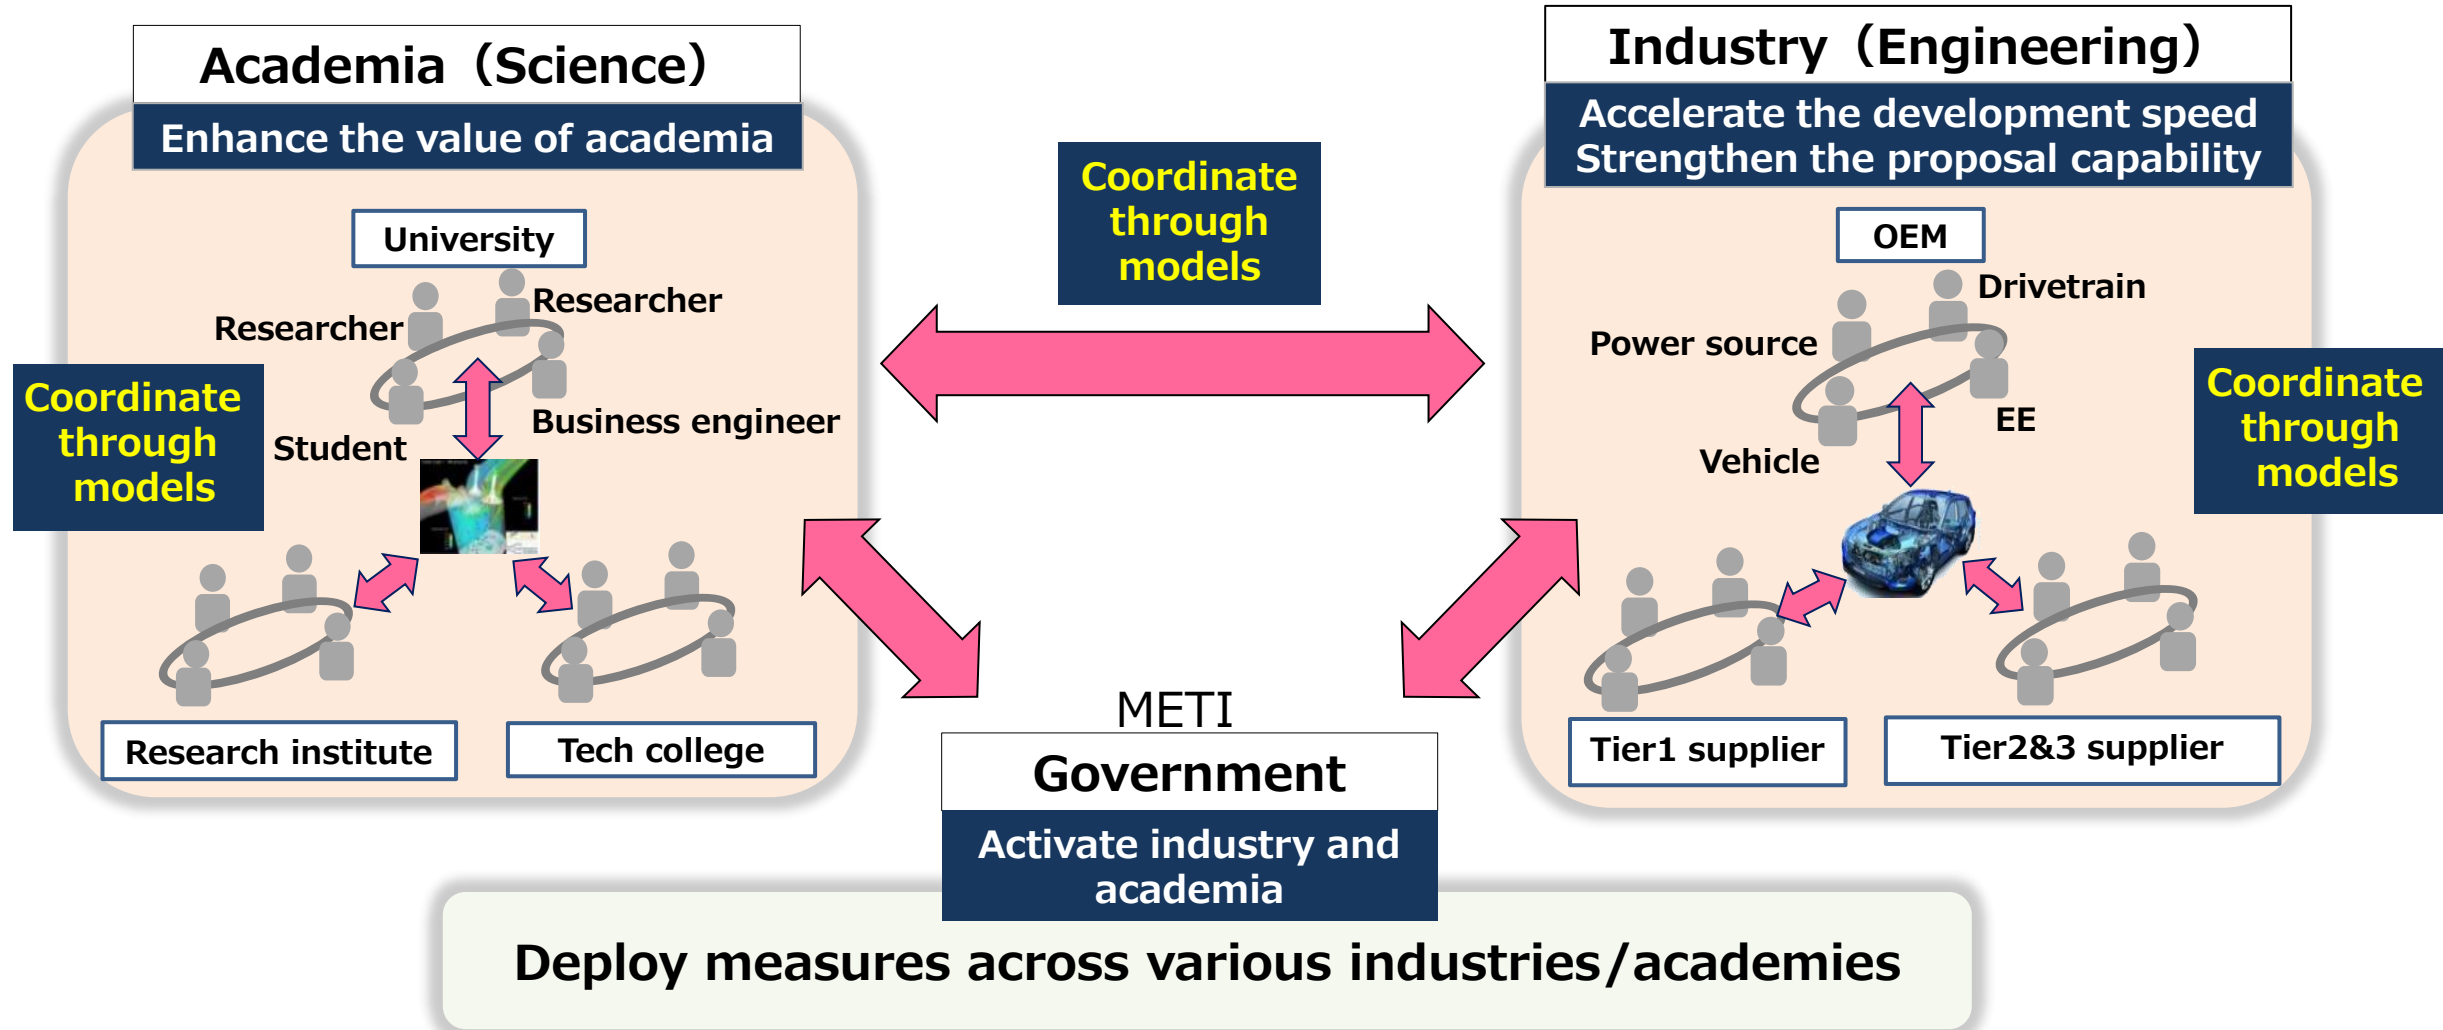 Academia（Science）
Enhance the value of academia
University
Researcher
Researcher
Business engineer
Student
Coordinate
through
models
Research institute
Tech college
Coordinate
through
models
Industry（Engineering）
Accelerate the development speed
Strengthen the proposal capability
OEM
Drivetrain
Power source
EE
Vehicle
Coordinate
through
models
Tier1 supplier
Tier2&3 supplier
METI
Government
Activate industry and
academia
Deploy measures across various industries/academies